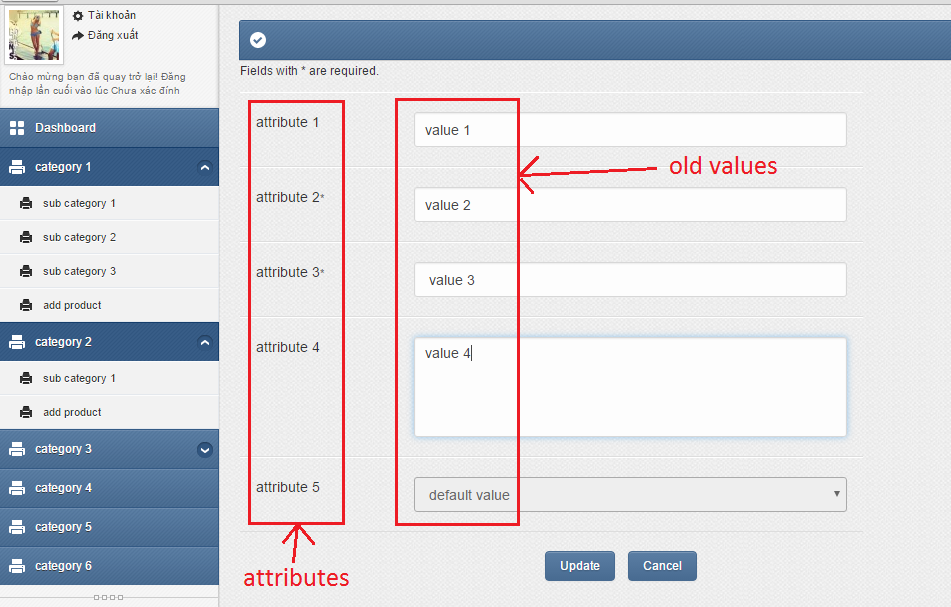 Tài khoản
Đăng xuất
Chào mừng bạn đã quay trở lại! Đăng
nhập lần cuối vào lúc Chưa xác định
Dashboard
category 1
sub category 1
sub category 2
sub category 3
add product
category 2
sub category 1
add product
category 3
category 4
category 5
category 6
Fields with * are required.
attribute 1
value 1
old values
attribute 2*
value 2
attribute 3*
value 3
attribute 4
value 4
attribute 5
default value
attributes
Update
Cancel